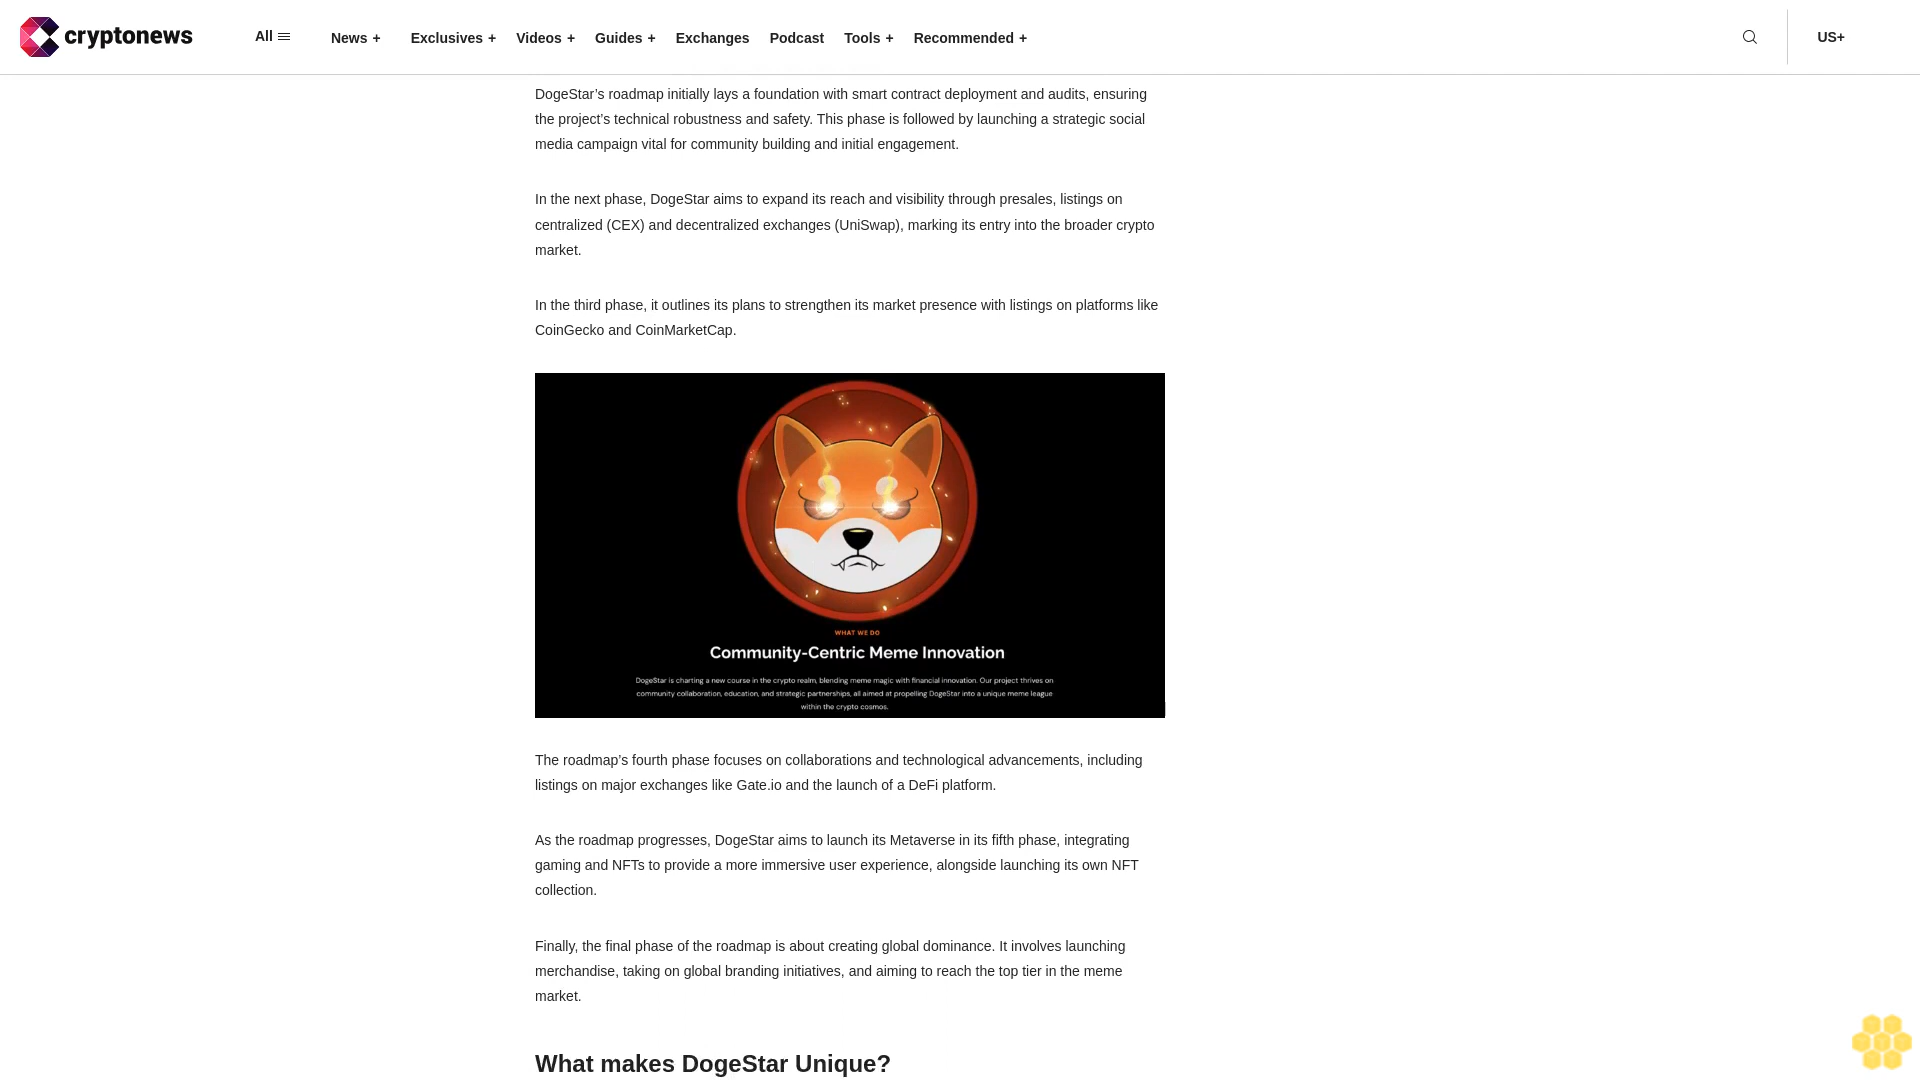 cryptonews
All
News +
Exclusives +
Videos +
Guides +
Exchanges
Podcast
Tools +
Recommended +
US+
DogeStar’s roadmap initially lays a foundation with smart contract deployment and audits, ensuring
the project’s technical robustness and safety. This phase is followed by launching a strategic social
media campaign vital for community building and initial engagement.
In the next phase, DogeStar aims to expand its reach and visibility through presales, listings on
centralized (CEX) and decentralized exchanges (UniSwap), marking its entry into the broader crypto
market.
In the third phase, it outlines its plans to strengthen its market presence with listings on platforms like
CoinGecko and CoinMarketCap.
WHAT WE DO
Community-Centric Meme Innovation
DogeStar is charting a new course in the crypto realm, blending meme magic with financial innovation. Our project thrives on
community collaboration, education, and strategic partnerships, all aimed at propelling DogeStar into a unique meme league
within the crypto cosmos.
The roadmap’s fourth phase focuses on collaborations and technological advancements, including
listings on major exchanges like Gate.io and the launch of a DeFi platform.
As the roadmap progresses, DogeStar aims to launch its Metaverse in its fifth phase, integrating
gaming and NFTs to provide a more immersive user experience, alongside launching its own NFT
collection.
Finally, the final phase of the roadmap is about creating global dominance. It involves launching
merchandise, taking on global branding initiatives, and aiming to reach the top tier in the meme
market.
What makes DogeStar Unique?